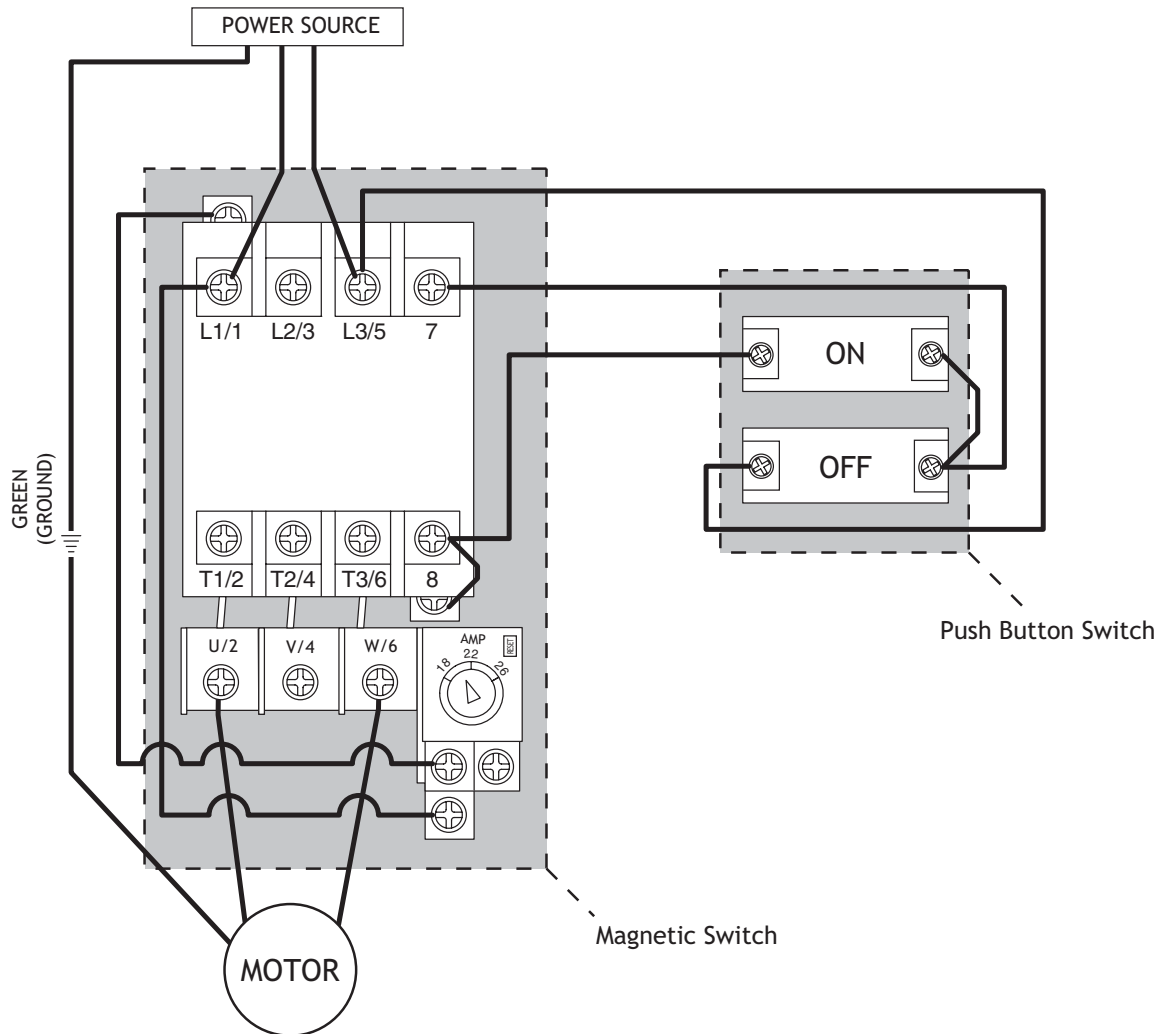 POWER SOURCE
L1/1 L2/3 L3/5 7
ON
OFF
GREEN
(GROUND)
T1/2 T2/4 T3/6 8
Push Button Switch
U/2 V/4 W/6
AMP
RESET
18 22 26
Magnetic Switch
MOTOR